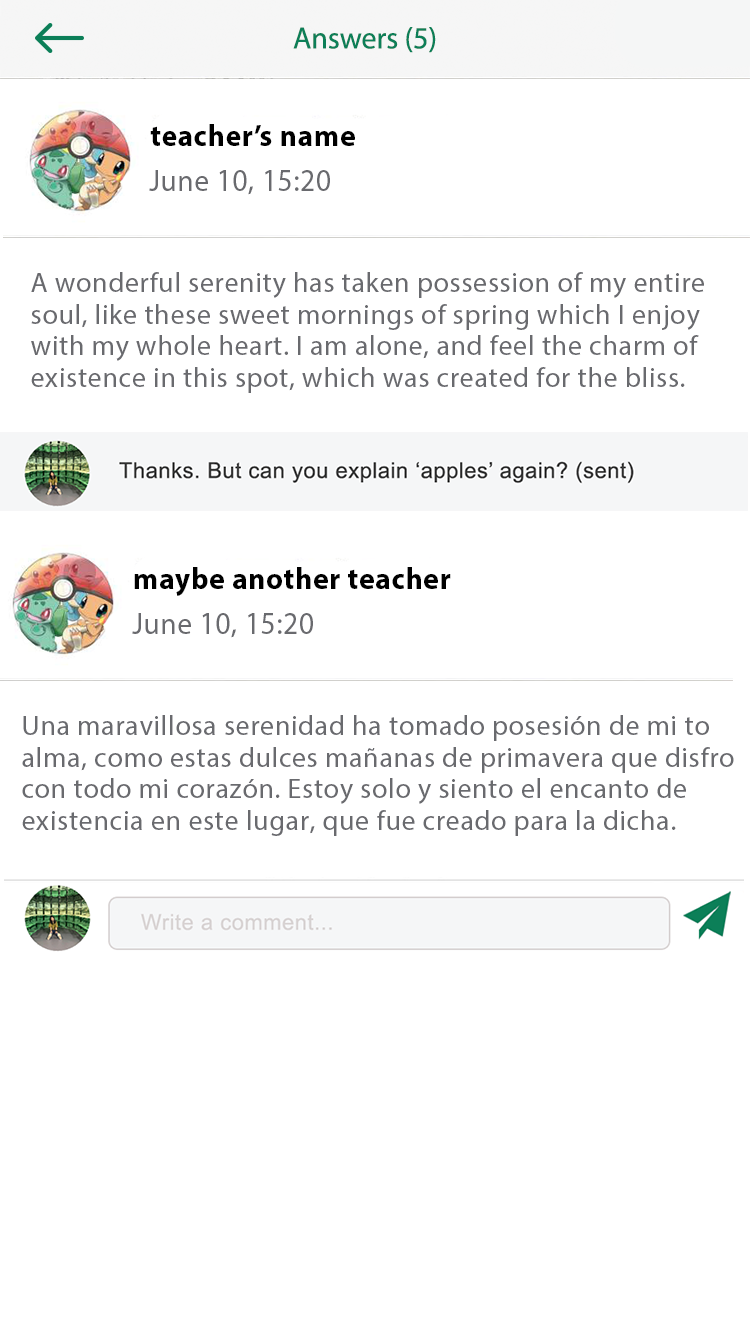 Answers (5)
teacher’s name
June 10, 15:20
A wonderful serenity has taken possession of my entire
soul, like these sweet mornings of spring which I enjoy
with my whole heart. I am alone, and feel the charm of
existence in this spot, which was created for the bliss.
Thanks. But can you explain ‘apples’ again? (sent)
maybe another teacher
June 10, 15:20
Una maravillosa serenidad ha tomado posesión de mi to
alma, como estas dulces mañanas de primavera que disfro
con todo mi corazón. Estoy solo y siento el encanto de
existencia en este lugar, que fue creado para la dicha.
Write a comment...